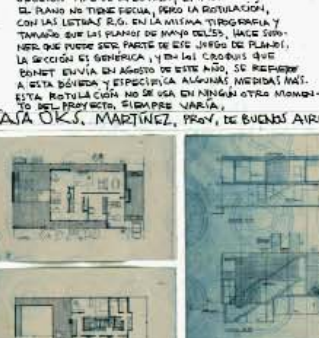 EL PLANO NO TIENE FECHA, PERO LA ROTULACIÓN,
CON LAS LETRAS R.G. EN LA MISMA TIPOGRAFÍA Y
TAMAÑO QUE LOS PLANOS DE MAYO DEL'53, HACE SUPO-
NER QUE PUEDE SER PARTE DE ESE JUEGO DE PLANOS.
LA SECCIÓN ES GENÉRICA, Y EN LOS CROQUIS QUE
BONET ENVÍA EN AGOSTO DE ESTE AÑO, SE REFIERE
A ESTA BÓVEDA Y ESPECIFICA ALGUNAS MEDIDAS MÁS.
ESTA ROTULACIÓN NO SE USA EN NINGÚN OTRO MOMEN-
TO DEL PROYECTO, SIEMPRE VARÍA.
ASA OKS, MARTÍNEZ, PROV, DE BUENOS AIR